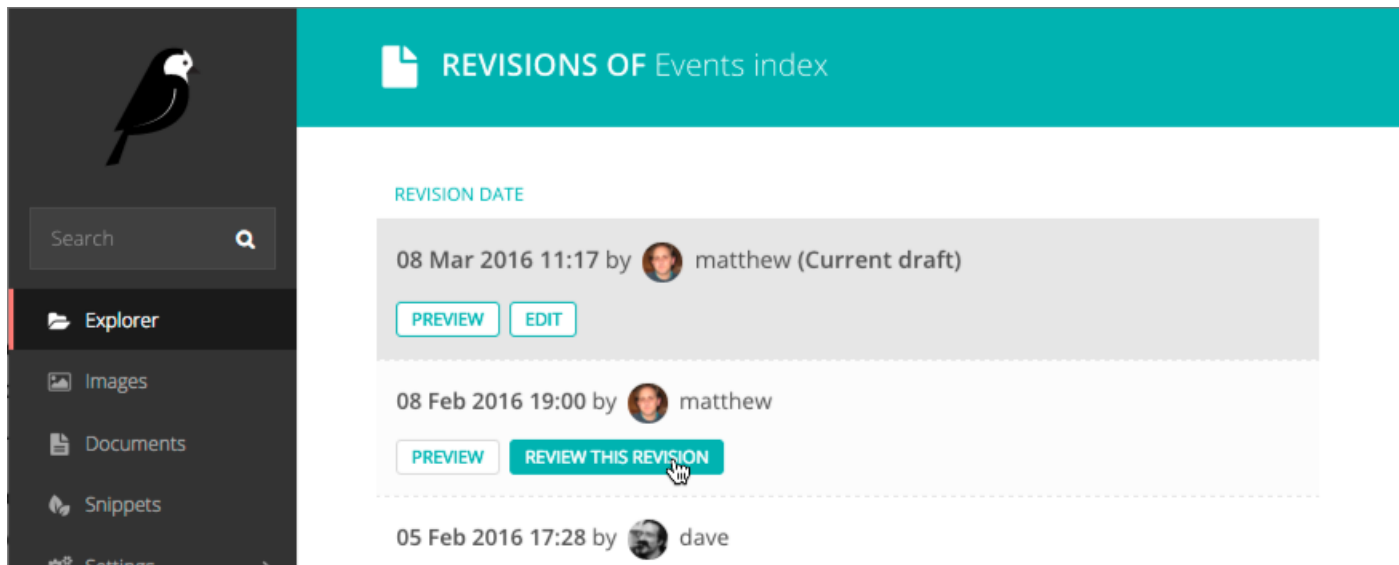 REVISIONS OF Events index
Search
Explorer
Images
Documents
Snippets
Settings
REVISION DATE
08 Mar 2016 11:17 by matthew (Current draft)
PREVIEW EDIT
08 Feb 2016 19:00 by matthew
PREVIEW REVIEW THIS REVISION
05 Feb 2016 17:28 by dave